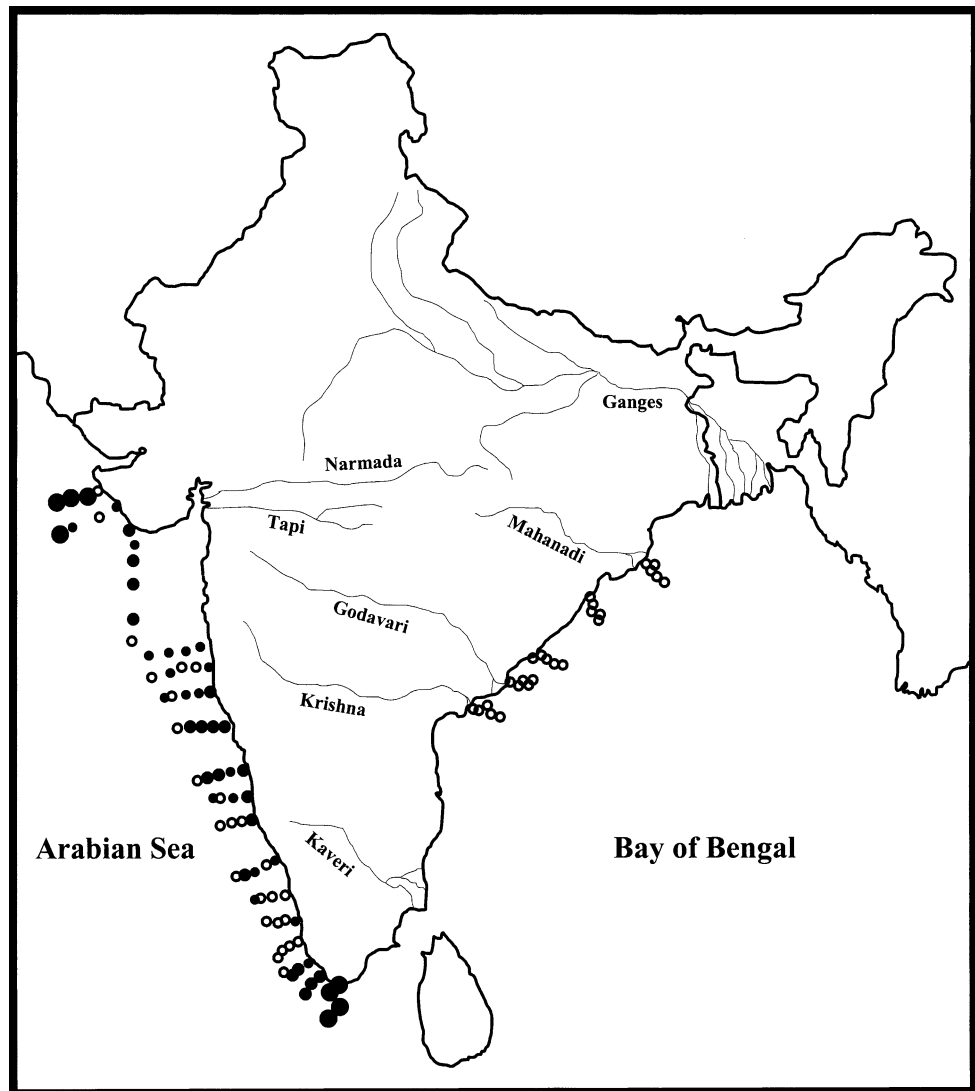 Ganges
Narmada
Tapi
Mahanadi
Godavari
Krishna
Kaveri
Arabian Sea
Bay of Bengal